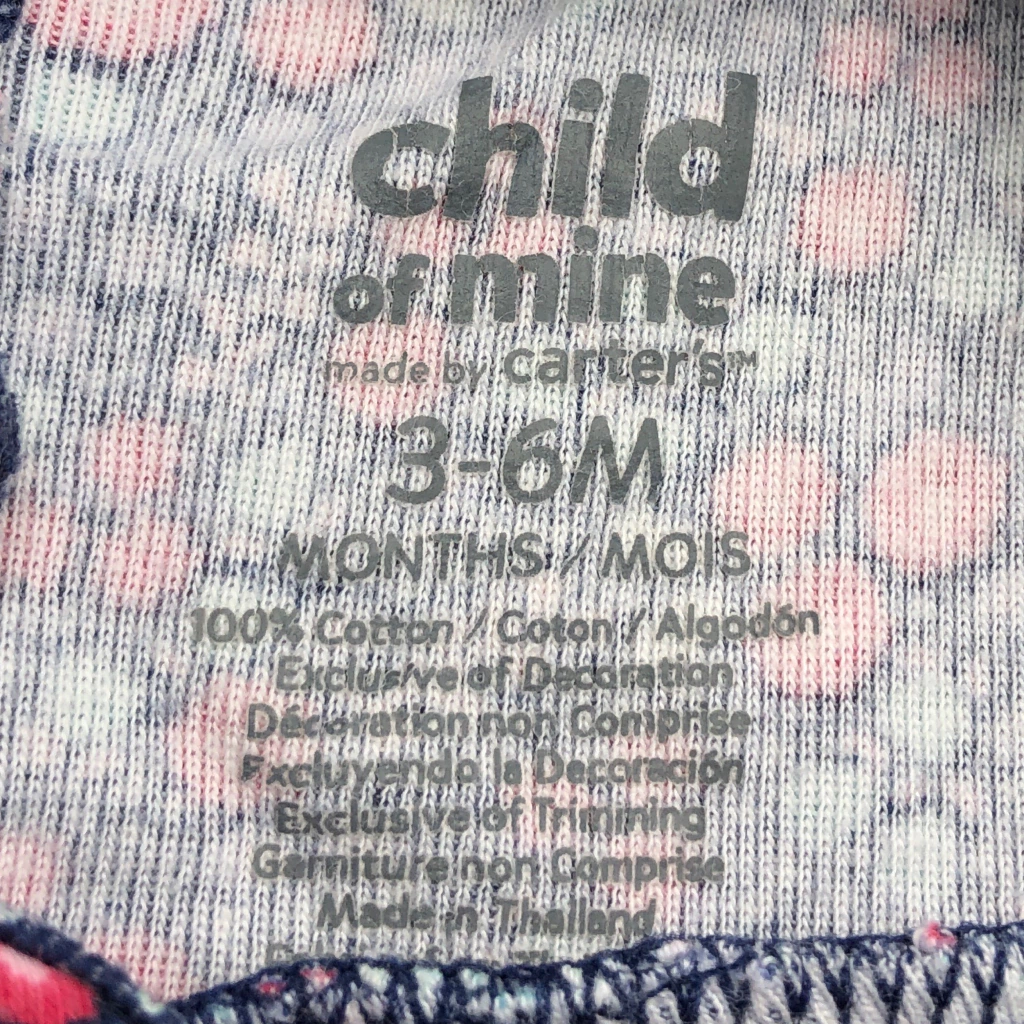 child
of mine
made by carter's™
3-6M
MONTHS / MOIS
100% Cotton / Coton / Algodón
Exclusive of Decoration
Décoration non Comprise
Excluyendo la Decoración
Exclusive of Trimming
Garniture non Comprise
Made in Thailand